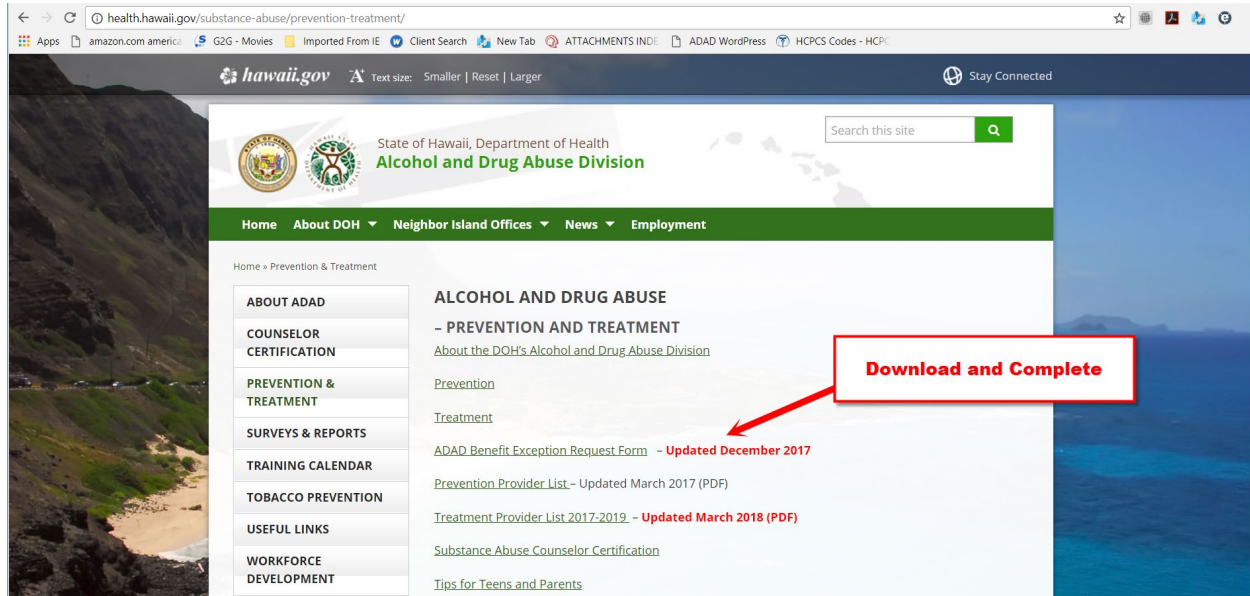 health.hawaii.gov/substance-abuse/prevention-treatment/
Apps amazon.com america G2G - Movies Imported From IE Client Search New Tab ATTACHMENTS INDE ADAD WordPress HCPCS Codes - HCPC
hawaii.gov Text size: Smaller | Reset | Larger Stay Connected
State of Hawaii, Department of Health
Alcohol and Drug Abuse Division
Search this site
Home About DOH Neighbor Island Offices News Employment
Home » Prevention & Treatment
ABOUT ADAD
COUNSELOR
CERTIFICATION
PREVENTION &
TREATMENT
SURVEYS & REPORTS
TRAINING CALENDAR
TOBACCO PREVENTION
USEFUL LINKS
WORKFORCE
DEVELOPMENT
ALCOHOL AND DRUG ABUSE
– PREVENTION AND TREATMENT
About the DOH's Alcohol and Drug Abuse Division
Prevention
Treatment
ADAD Benefit Exception Request Form – Updated December 2017
Prevention Provider List – Updated March 2017 (PDF)
Treatment Provider List 2017-2019 – Updated March 2018 (PDF)
Substance Abuse Counselor Certification
Tips for Teens and Parents
Download and Complete